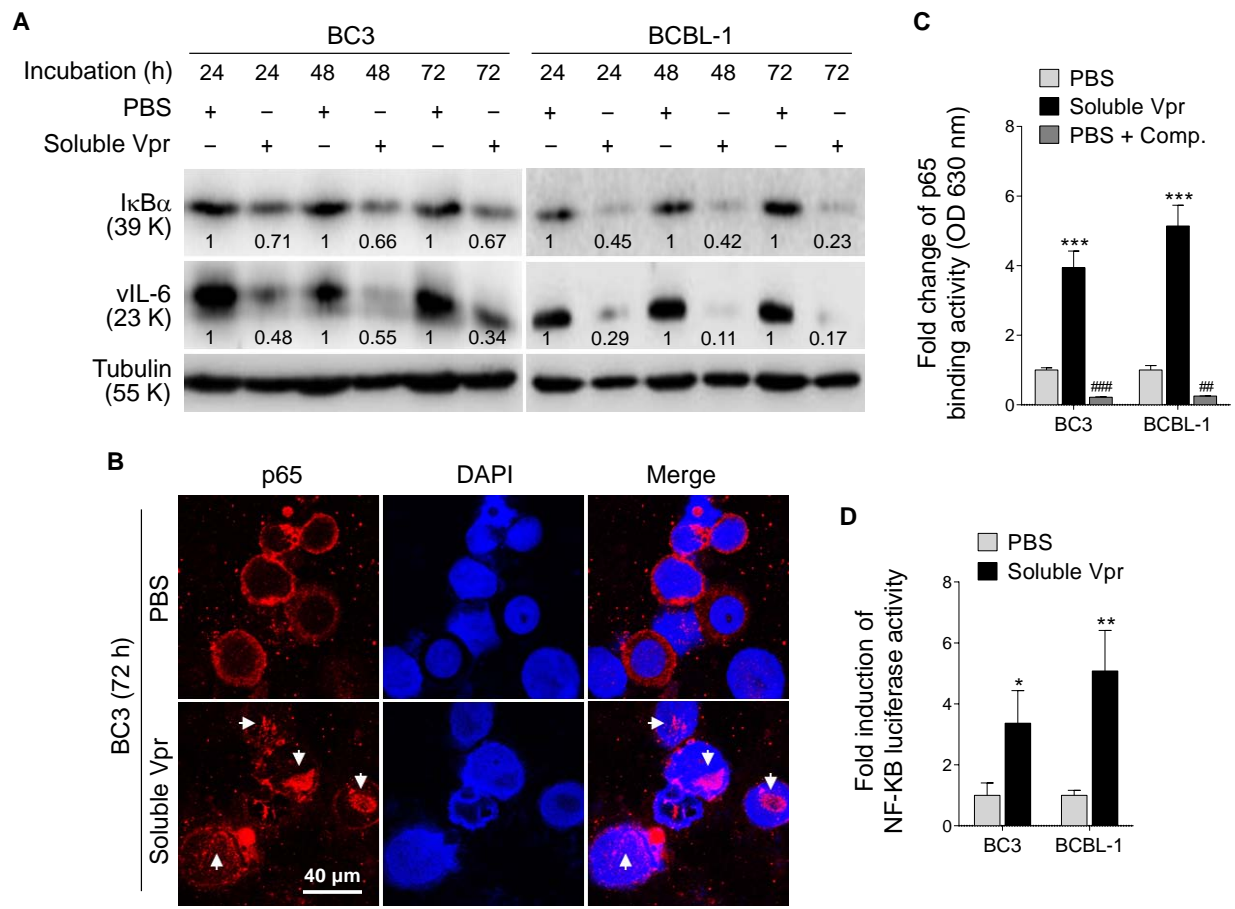 A
BC3 BCBL-1
Incubation (h) 24 24 48 48 72 72 24 24 48 48 72 72
PBS + – + – + – + – + – + –
Soluble Vpr – + – + – + – + – + – +
IκBα
(39 K)
1 0.71 1 0.66 1 0.67 1 0.45 1 0.42 1 0.23
vIL-6
(23 K)
1 0.48 1 0.55 1 0.34 1 0.29 1 0.11 1 0.17
Tubulin
(55 K)
B
p65 DAPI Merge
BC3 (72 h)
PBS
Soluble Vpr
40 µm
C
PBS
Soluble Vpr
PBS + Comp.
Fold change of p65
binding activity (OD 630 nm)
8
6
4
2
0
*** ***
### ##
BC3 BCBL-1
D
PBS
Soluble Vpr
Fold induction of
NF-KB luciferase activity
8
6
4
2
0
* **
BC3 BCBL-1